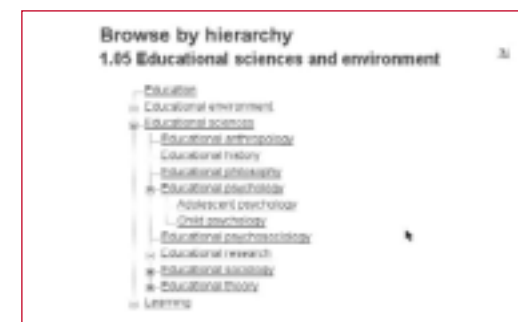 Browse by hierarchy
1.05 Educational sciences and environment
Education
Educational environment
Educational sciences
Educational anthropology
Educational history
Educational philosophy
Educational psychology
Adolescent psychology
Child psychology
Educational psychosociology
Educational research
Educational sociology
Educational theory
Learning